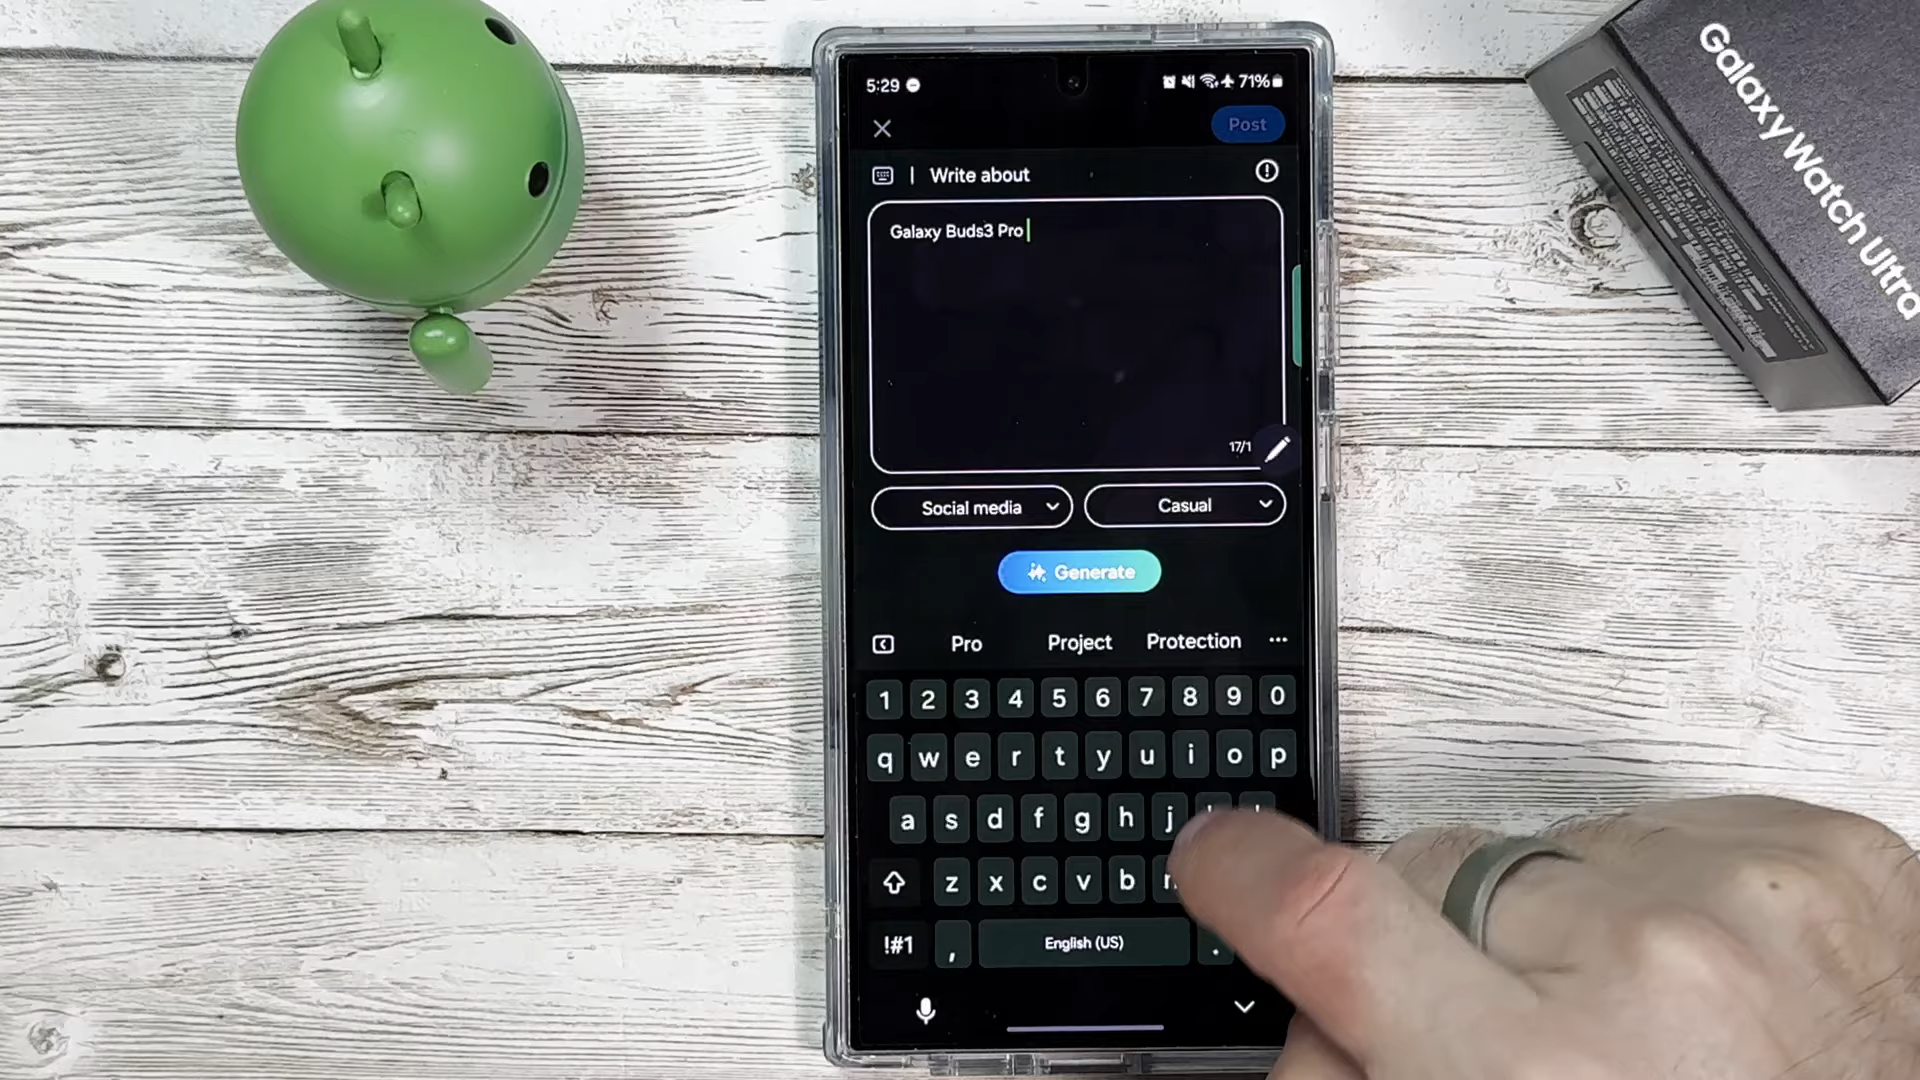 5:29
71%
Post
Write about
Galaxy Buds3 Pro
17/1
Social media
Casual
Generate
Pro Project Protection ...
1 2 3 4 5 6 7 8 9 0
q w e r t y u i o p
a s d f g h j
z x c v b
!#1 , English (US) .
Galaxy Watch Ultra